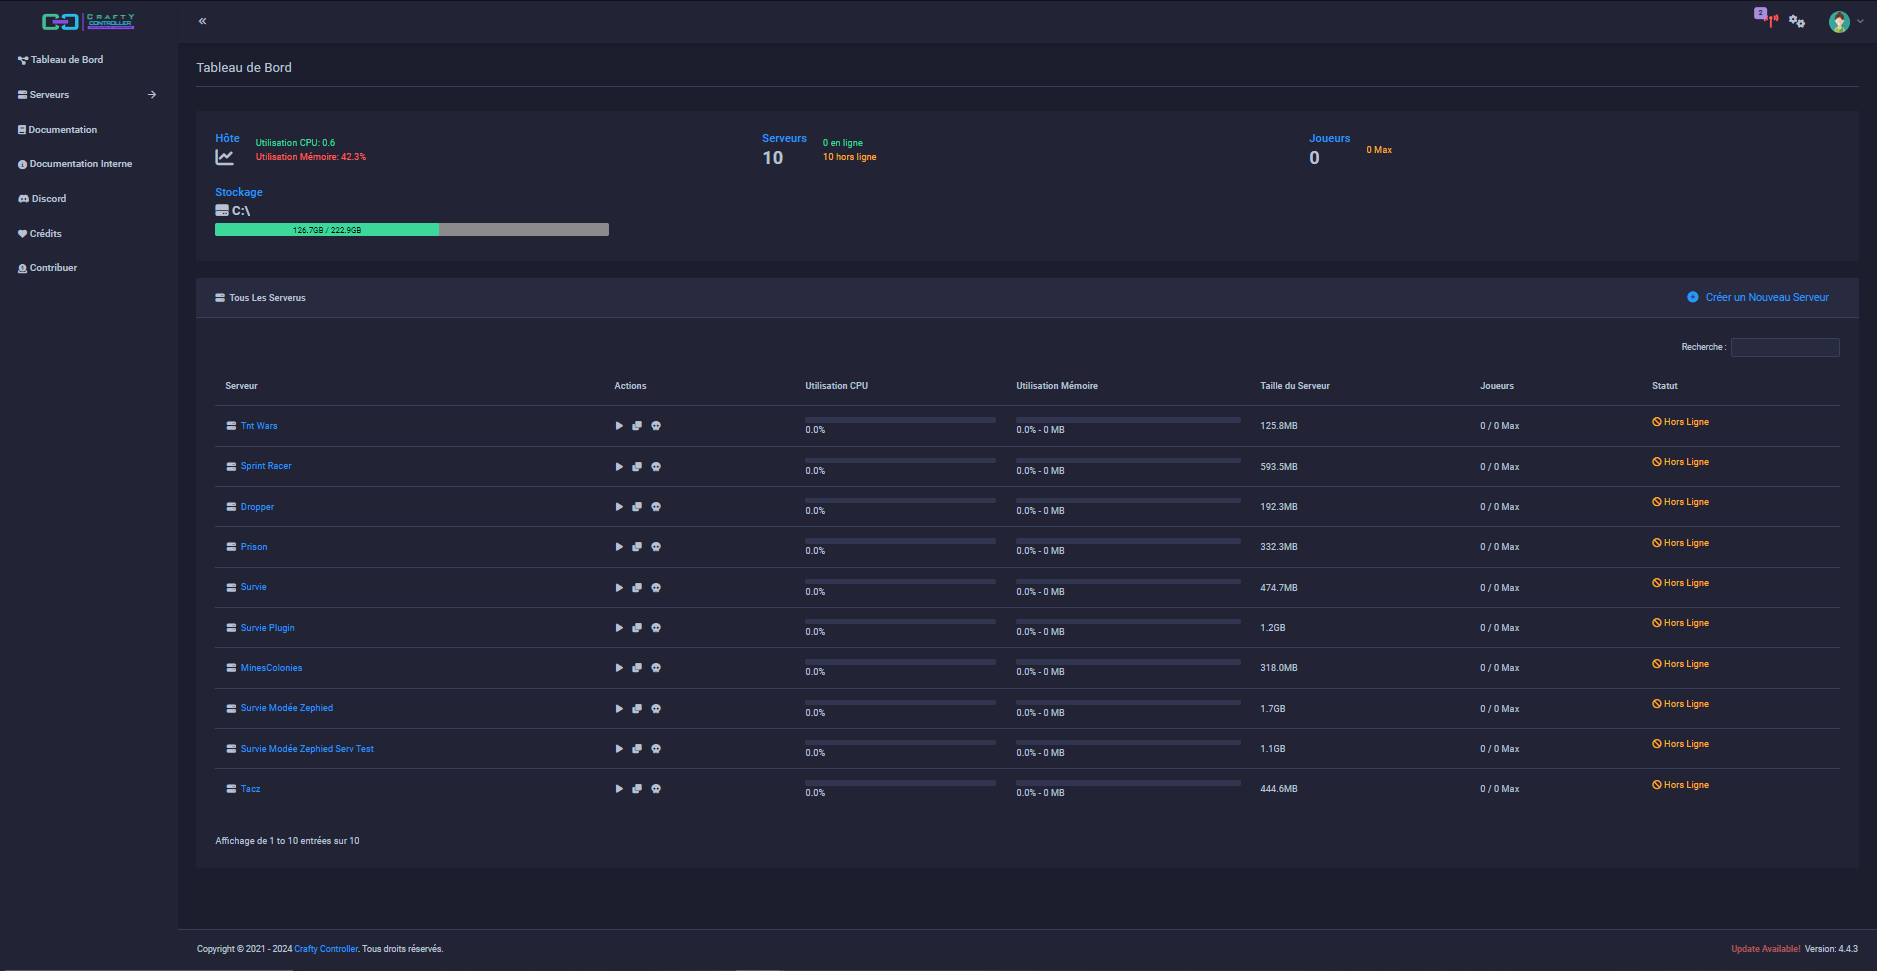 CRAFTY
CONTROLLER
«
2
Tableau de Bord
Serveurs
Documentation
Documentation Interne
Discord
Crédits
Contribuer
Tableau de Bord
Hôte
Utilisation CPU: 0.6
Utilisation Mémoire: 42.3%
Serveurs
10
0 en ligne
10 hors ligne
Joueurs
0
0 Max
Stockage
C:\
126.7GB / 222.9GB
Tous Les Serverus
Créer un Nouveau Serveur
Recherche :
Serveur Actions Utilisation CPU Utilisation Mémoire Taille du Serveur Joueurs Statut
Tnt Wars 0.0% 0.0% - 0 MB 125.8MB 0 / 0 Max Hors Ligne
Sprint Racer 0.0% 0.0% - 0 MB 593.5MB 0 / 0 Max Hors Ligne
Dropper 0.0% 0.0% - 0 MB 192.3MB 0 / 0 Max Hors Ligne
Prison 0.0% 0.0% - 0 MB 332.3MB 0 / 0 Max Hors Ligne
Survie 0.0% 0.0% - 0 MB 474.7MB 0 / 0 Max Hors Ligne
Survie Plugin 0.0% 0.0% - 0 MB 1.2GB 0 / 0 Max Hors Ligne
MinesColonies 0.0% 0.0% - 0 MB 318.0MB 0 / 0 Max Hors Ligne
Survie Modée Zephied 0.0% 0.0% - 0 MB 1.7GB 0 / 0 Max Hors Ligne
Survie Modée Zephied Serv Test 0.0% 0.0% - 0 MB 1.1GB 0 / 0 Max Hors Ligne
Tacz 0.0% 0.0% - 0 MB 444.6MB 0 / 0 Max Hors Ligne
Affichage de 1 to 10 entrées sur 10
Copyright © 2021 - 2024 Crafty Controller. Tous droits réservés.
Update Available! Version: 4.4.3